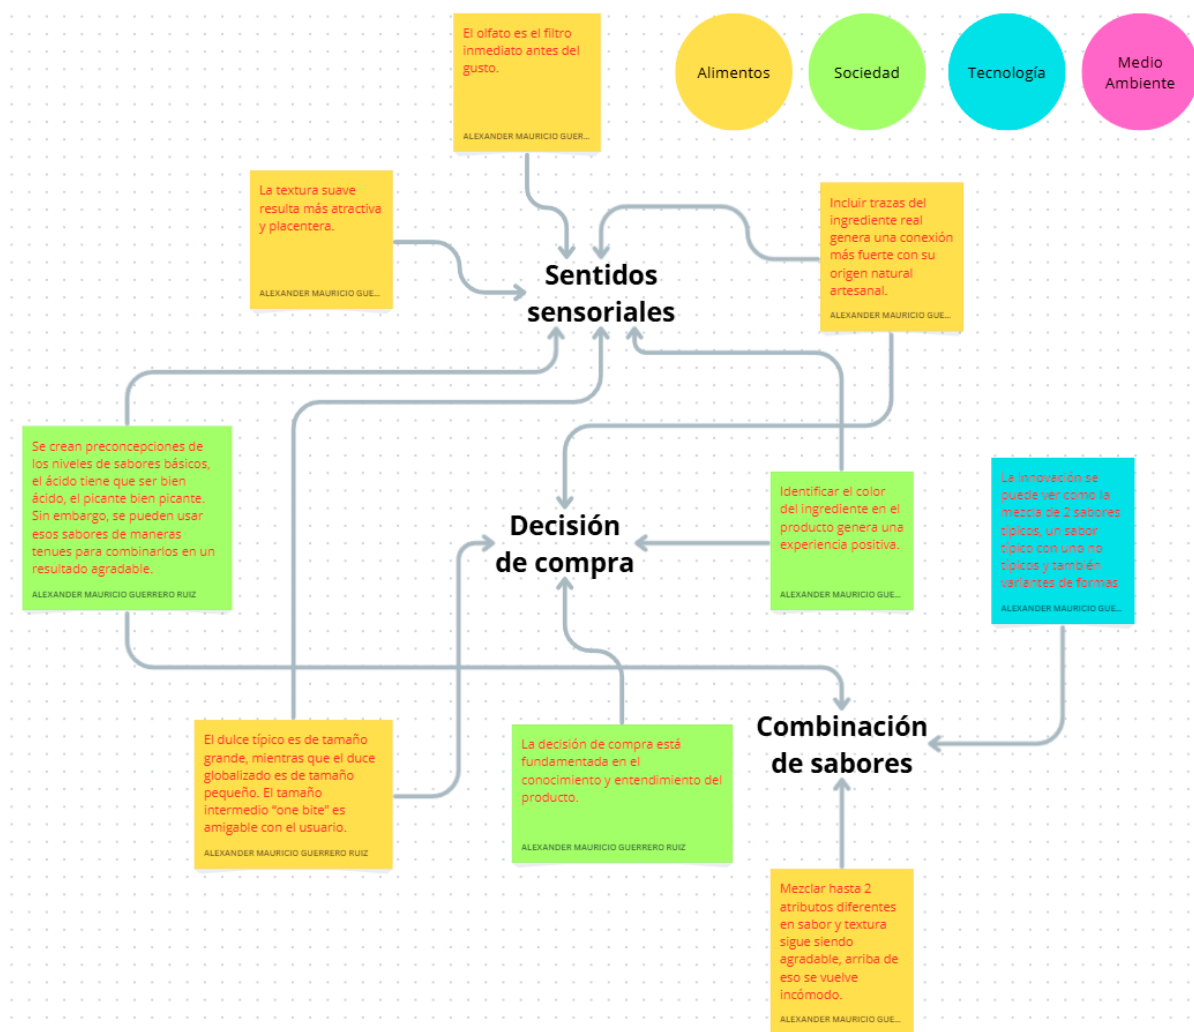 El olfato es el filtro
inmediato antes del
gusto.
ALEXANDER MAURICIO GUER...
Alimentos
Sociedad
Tecnología
Medio
Ambiente
La textura suave
resulta más atractiva
y placentera.
ALEXANDER MAURICIO GUE...
Incluir trazas del
ingrediente real
genera una conexión
más fuerte con su
origen natural
artesanal.
ALEXANDER MAURICIO GUE...
Sentidos
sensoriales
Se crean preconcepciones de
los niveles de sabores básicos,
el ácido tiene que ser bien
ácido, el picante bien picante.
Sin embargo, se pueden usar
esos sabores de maneras
tenues para combinarlos en un
resultado agradable.
ALEXANDER MAURICIO GUERRERO RUIZ
Decisión
de compra
Identificar el color
del ingrediente en el
producto genera una
experiencia positiva.
ALEXANDER MAURICIO GUE...
La innovación se
puede ver como la
mezcla de 2 sabores
típicos, un sabor
típico con uno no
típicos y también
variantes de formas
ALEXANDER MAURICIO GUE...
El dulce típico es de tamaño
grande, mientras que el duce
globalizado es de tamaño
pequeño. El tamaño
intermedio "one bite" es
amigable con el usuario.
ALEXANDER MAURICIO GUERRERO RUIZ
La decisión de compra está
fundamentada en el
conocimiento y entendimiento del
producto.
ALEXANDER MAURICIO GUERRERO RUIZ
Combinación
de sabores
Mezclar hasta 2
atributos diferentes
en sabor y textura
sigue siendo
agradable, arriba de
eso se vuelve
incómodo.
ALEXANDER MAURICIO GUE...